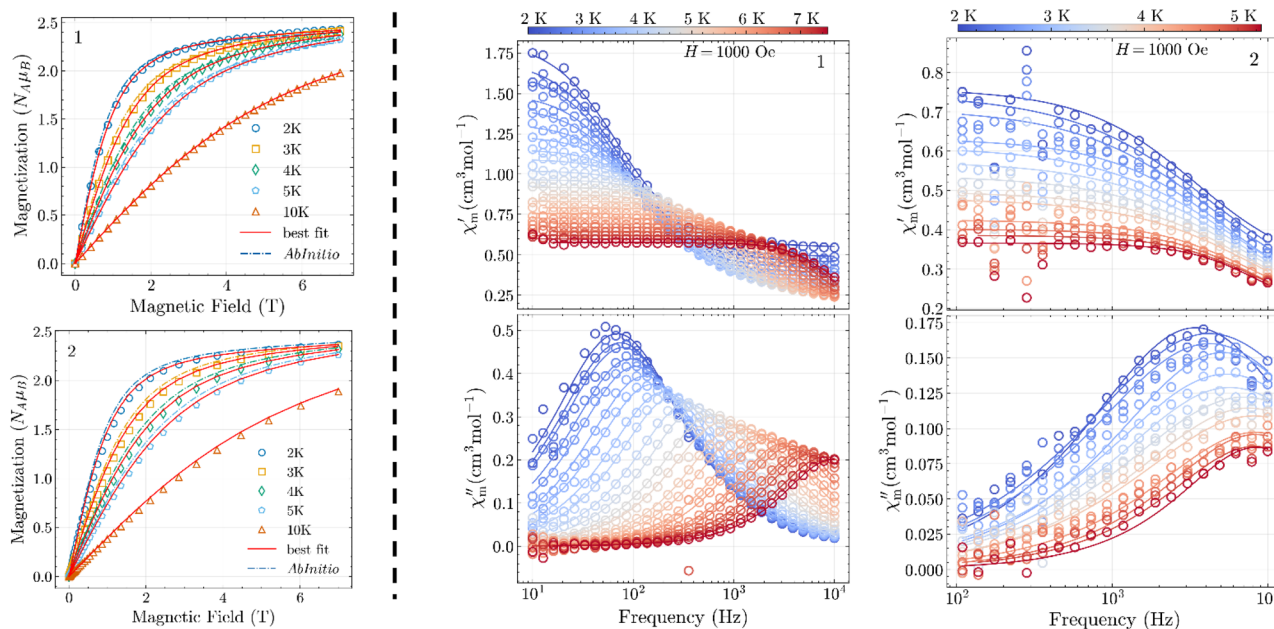 2.5
2.0
1.5
1.0
0.5
0.0
Magnetization (N_Aμ_B)
1
2K
3K
4K
5K
10K
best fit
AbInitio
0
2
4
6
Magnetic Field (T)
2.5
2.0
1.5
1.0
0.5
0.0
Magnetization (N_Aμ_B)
2
2K
3K
4K
5K
10K
best fit
AbInitio
0
2
4
6
Magnetic Field (T)
2 K 3 K 4 K 5 K 6 K 7 K
H = 1000 Oe
1
1.75
1.50
1.25
1.00
0.75
0.50
0.25
χ′_m(cm³mol⁻¹)
0.5
0.4
0.3
0.2
0.1
0.0
χ″_m(cm³mol⁻¹)
10¹ 10² 10³ 10⁴
Frequency (Hz)
2 K 3 K 4 K 5 K
H = 1000 Oe
2
0.8
0.7
0.6
0.5
0.4
0.3
0.2
χ′_m(cm³mol⁻¹)
0.175
0.150
0.125
0.100
0.075
0.050
0.025
0.000
χ″_m(cm³mol⁻¹)
10³
10
Frequency (Hz)